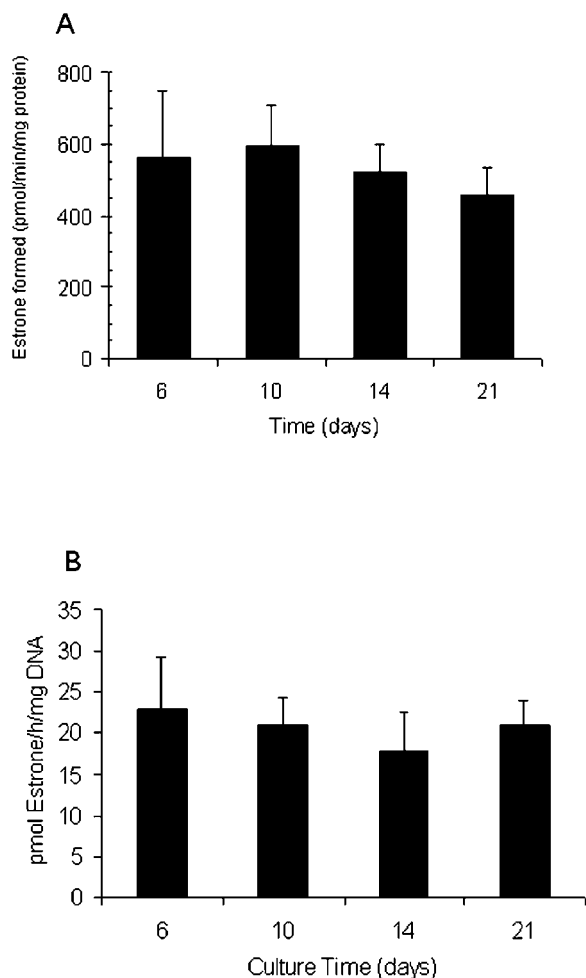 A
Estrone formed (pmol/min/mg protein)
800
600
400
200
0
6 10 14 21
Time (days)
B
pmol Estrone/h/mg DNA
35
30
25
20
15
10
5
0
6 10 14 21
Culture Time (days)